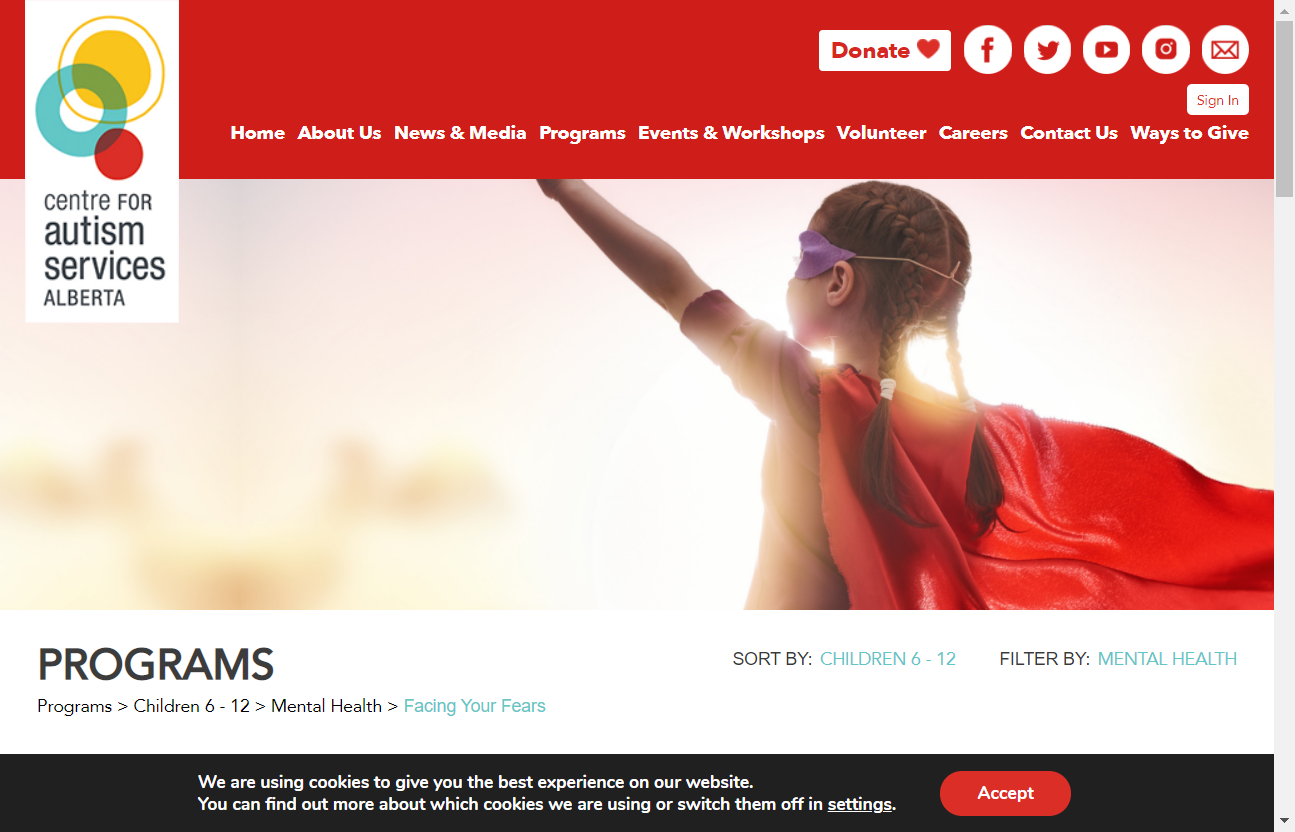 centre FOR
autism
services
ALBERTA
Donate
Sign In
Home About Us News & Media Programs Events & Workshops Volunteer Careers Contact Us Ways to Give
PROGRAMS
SORT BY: CHILDREN 6 - 12 FILTER BY: MENTAL HEALTH
Programs > Children 6 - 12 > Mental Health > Facing Your Fears
We are using cookies to give you the best experience on our website.
You can find out more about which cookies we are using or switch them off in settings.
Accept